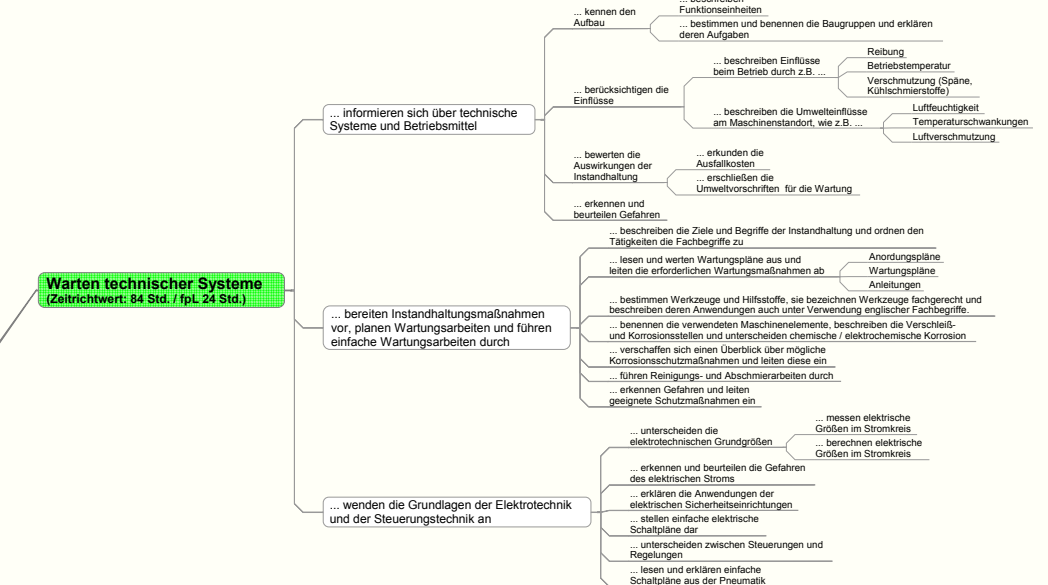 Warten technischer Systeme
(Zeitrichtwert: 84 Std. / fpL 24 Std.)
... informieren sich über technische
Systeme und Betriebsmittel
... kennen den
Aufbau
... beschreiben
Funktionseinheiten
... bestimmen und benennen die Baugruppen und erklären
deren Aufgaben
... berücksichtigen die
Einflüsse
... beschreiben Einflüsse
beim Betrieb durch z.B. ...
Reibung
Betriebstemperatur
Verschmutzung (Späne,
Kühlschmierstoffe)
... beschreiben die Umwelteinflüsse
am Maschinenstandort, wie z.B. ...
Luftfeuchtigkeit
Temperaturschwankungen
Luftverschmutzung
... bewerten die
Auswirkungen der
Instandhaltung
... erkunden die
Ausfallkosten
... erschließen die
Umweltvorschriften für die Wartung
... erkennen und
beurteilen Gefahren
... bereiten Instandhaltungsmaßnahmen
vor, planen Wartungsarbeiten und führen
einfache Wartungsarbeiten durch
... beschreiben die Ziele und Begriffe der Instandhaltung und ordnen den
Tätigkeiten die Fachbegriffe zu
... lesen und werten Wartungspläne aus und
leiten die erforderlichen Wartungsmaßnahmen ab
Anordungspläne
Wartungspläne
Anleitungen
... bestimmen Werkzeuge und Hilfsstoffe, sie bezeichnen Werkzeuge fachgerecht und
beschreiben deren Anwendungen auch unter Verwendung englischer Fachbegriffe.
... benennen die verwendeten Maschinenelemente, beschreiben die Verschleiß-
und Korrosionsstellen und unterscheiden chemische / elektrochemische Korrosion
... verschaffen sich einen Überblick über mögliche
Korrosionsschutzmaßnahmen und leiten diese ein
... führen Reinigungs- und Abschmierarbeiten durch
... erkennen Gefahren und leiten
geeignete Schutzmaßnahmen ein
... wenden die Grundlagen der Elektrotechnik
und der Steuerungstechnik an
... unterscheiden die
elektrotechnischen Grundgrößen
... messen elektrische
Größen im Stromkreis
... berechnen elektrische
Größen im Stromkreis
... erkennen und beurteilen die Gefahren
des elektrischen Stroms
... erklären die Anwendungen der
elektrischen Sicherheitseinrichtungen
... stellen einfache elektrische
Schaltpläne dar
... unterscheiden zwischen Steuerungen und
Regelungen
... lesen und erklären einfache
Schaltpläne aus der Pneumatik